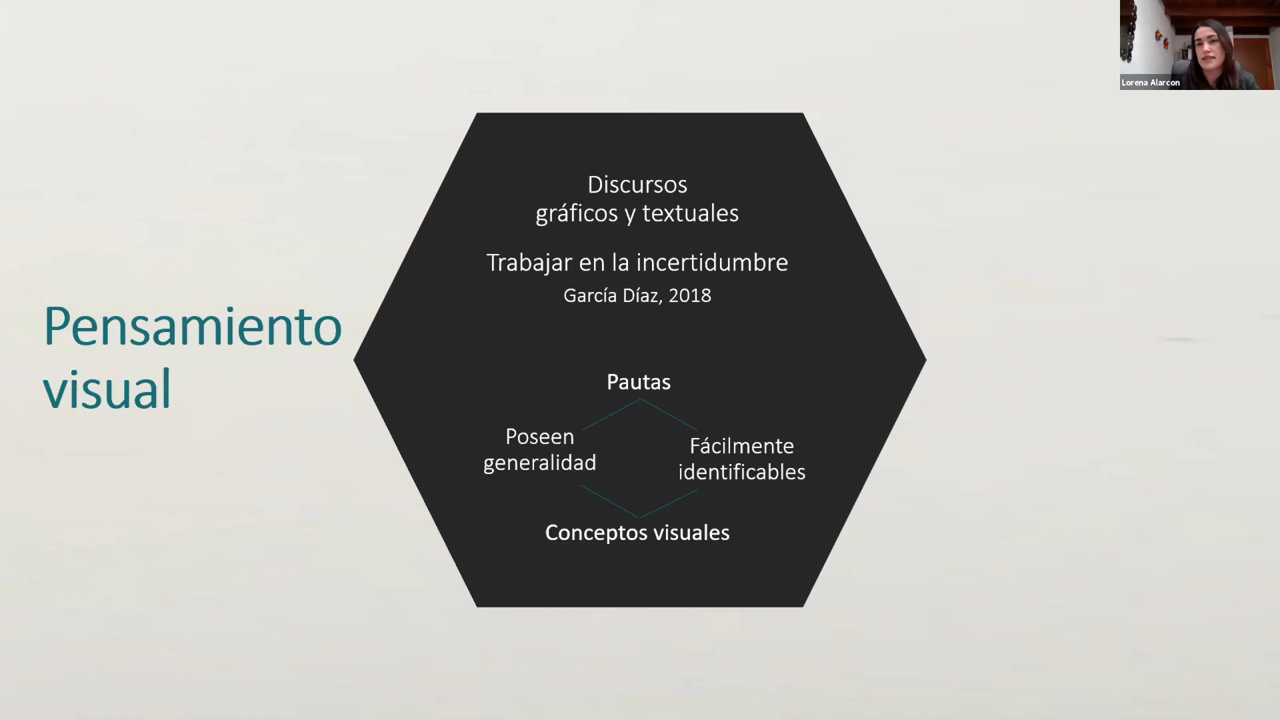 Lorena Alarcon
Discursos
gráficos y textuales
Trabajar en la incertidumbre
García Díaz, 2018
Pensamiento
visual
Pautas
Poseen
generalidad
Fácilmente
identificables
Conceptos visuales